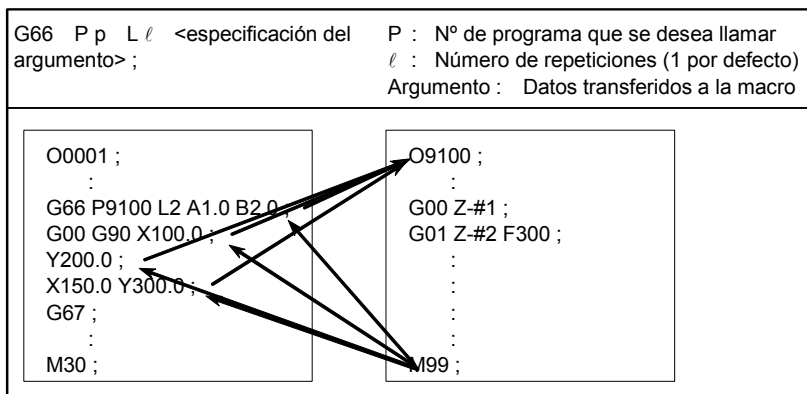 G66 P p L ℓ <especificación del
argumento> ;
P : Nº de programa que se desea llamar
ℓ : Número de repeticiones (1 por defecto)
Argumento : Datos transferidos a la macro
O0001 ;
:
G66 P9100 L2 A1.0 B2.0 ;
G00 G90 X100.0 ;
Y200.0 ;
X150.0 Y300.0 ;
G67 ;
:
M30 ;
O9100 ;
:
G00 Z-#1 ;
G01 Z-#2 F300 ;
:
:
:
:
M99 ;